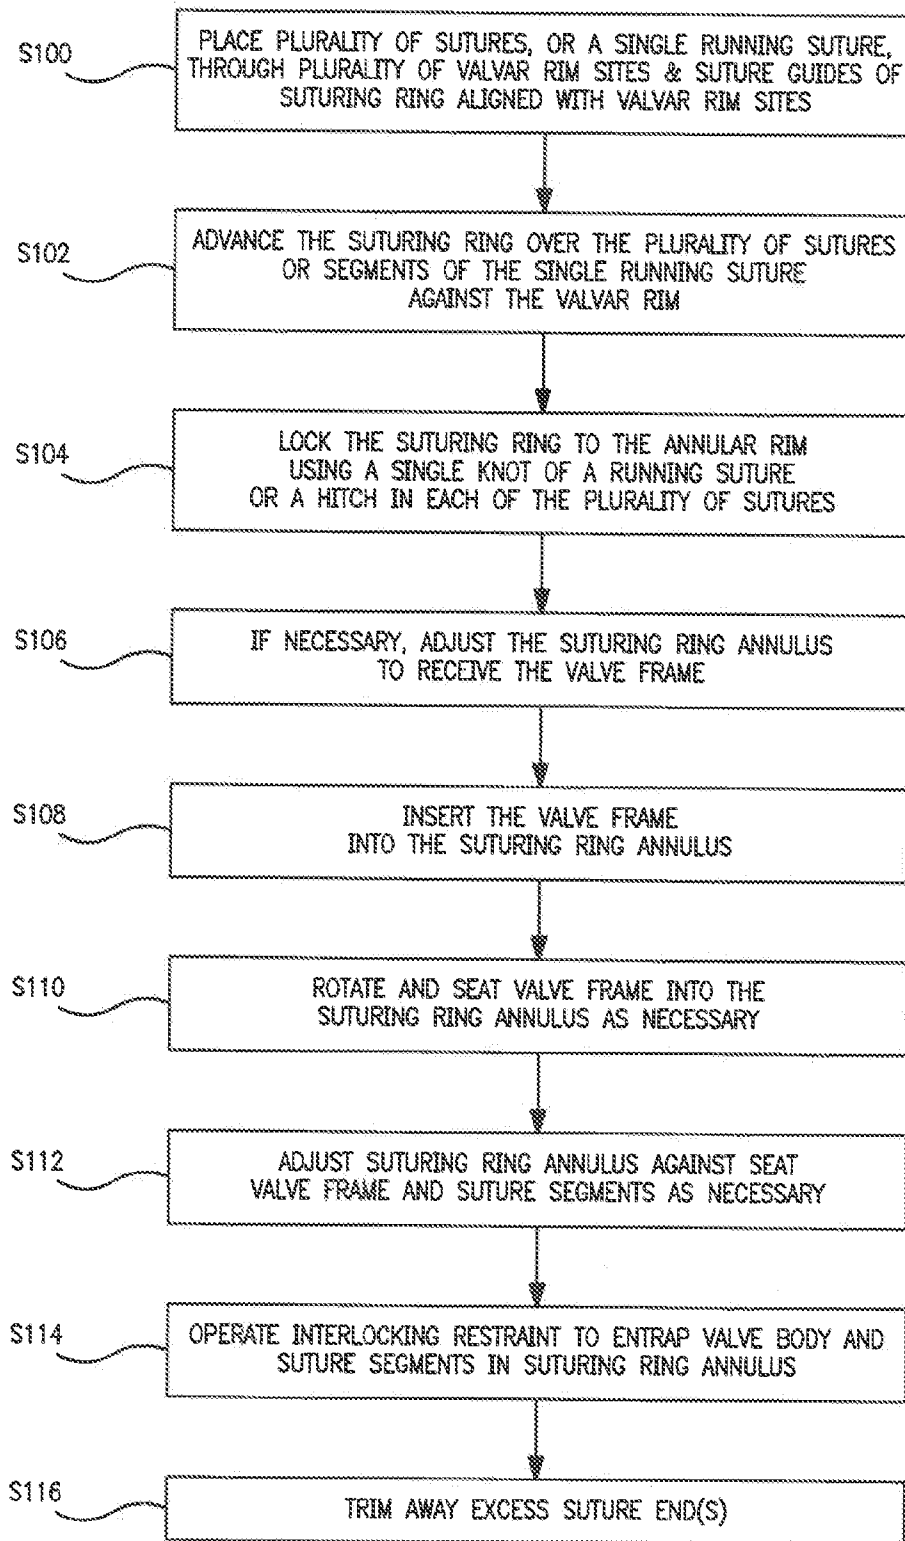 S100
PLACE PLURALITY OF SUTURES, OR A SINGLE RUNNING SUTURE,
THROUGH PLURALITY OF VALVAR RIM SITES & SUTURE GUIDES OF
SUTURING RING ALIGNED WITH VALVAR RIM SITES
S102
ADVANCE THE SUTURING RING OVER THE PLURALITY OF SUTURES
OR SEGMENTS OF THE SINGLE RUNNING SUTURE
AGAINST THE VALVAR RIM
S104
LOCK THE SUTURING RING TO THE ANNULAR RIM
USING A SINGLE KNOT OF A RUNNING SUTURE
OR A HITCH IN EACH OF THE PLURALITY OF SUTURES
S106
IF NECESSARY, ADJUST THE SUTURING RING ANNULUS
TO RECEIVE THE VALVE FRAME
S108
INSERT THE VALVE FRAME
INTO THE SUTURING RING ANNULUS
S110
ROTATE AND SEAT VALVE FRAME INTO THE
SUTURING RING ANNULUS AS NECESSARY
S112
ADJUST SUTURING RING ANNULUS AGAINST SEAT
VALVE FRAME AND SUTURE SEGMENTS AS NECESSARY
S114
OPERATE INTERLOCKING RESTRAINT TO ENTRAP VALVE BODY AND
SUTURE SEGMENTS IN SUTURING RING ANNULUS
S116
TRIM AWAY EXCESS SUTURE END(S)